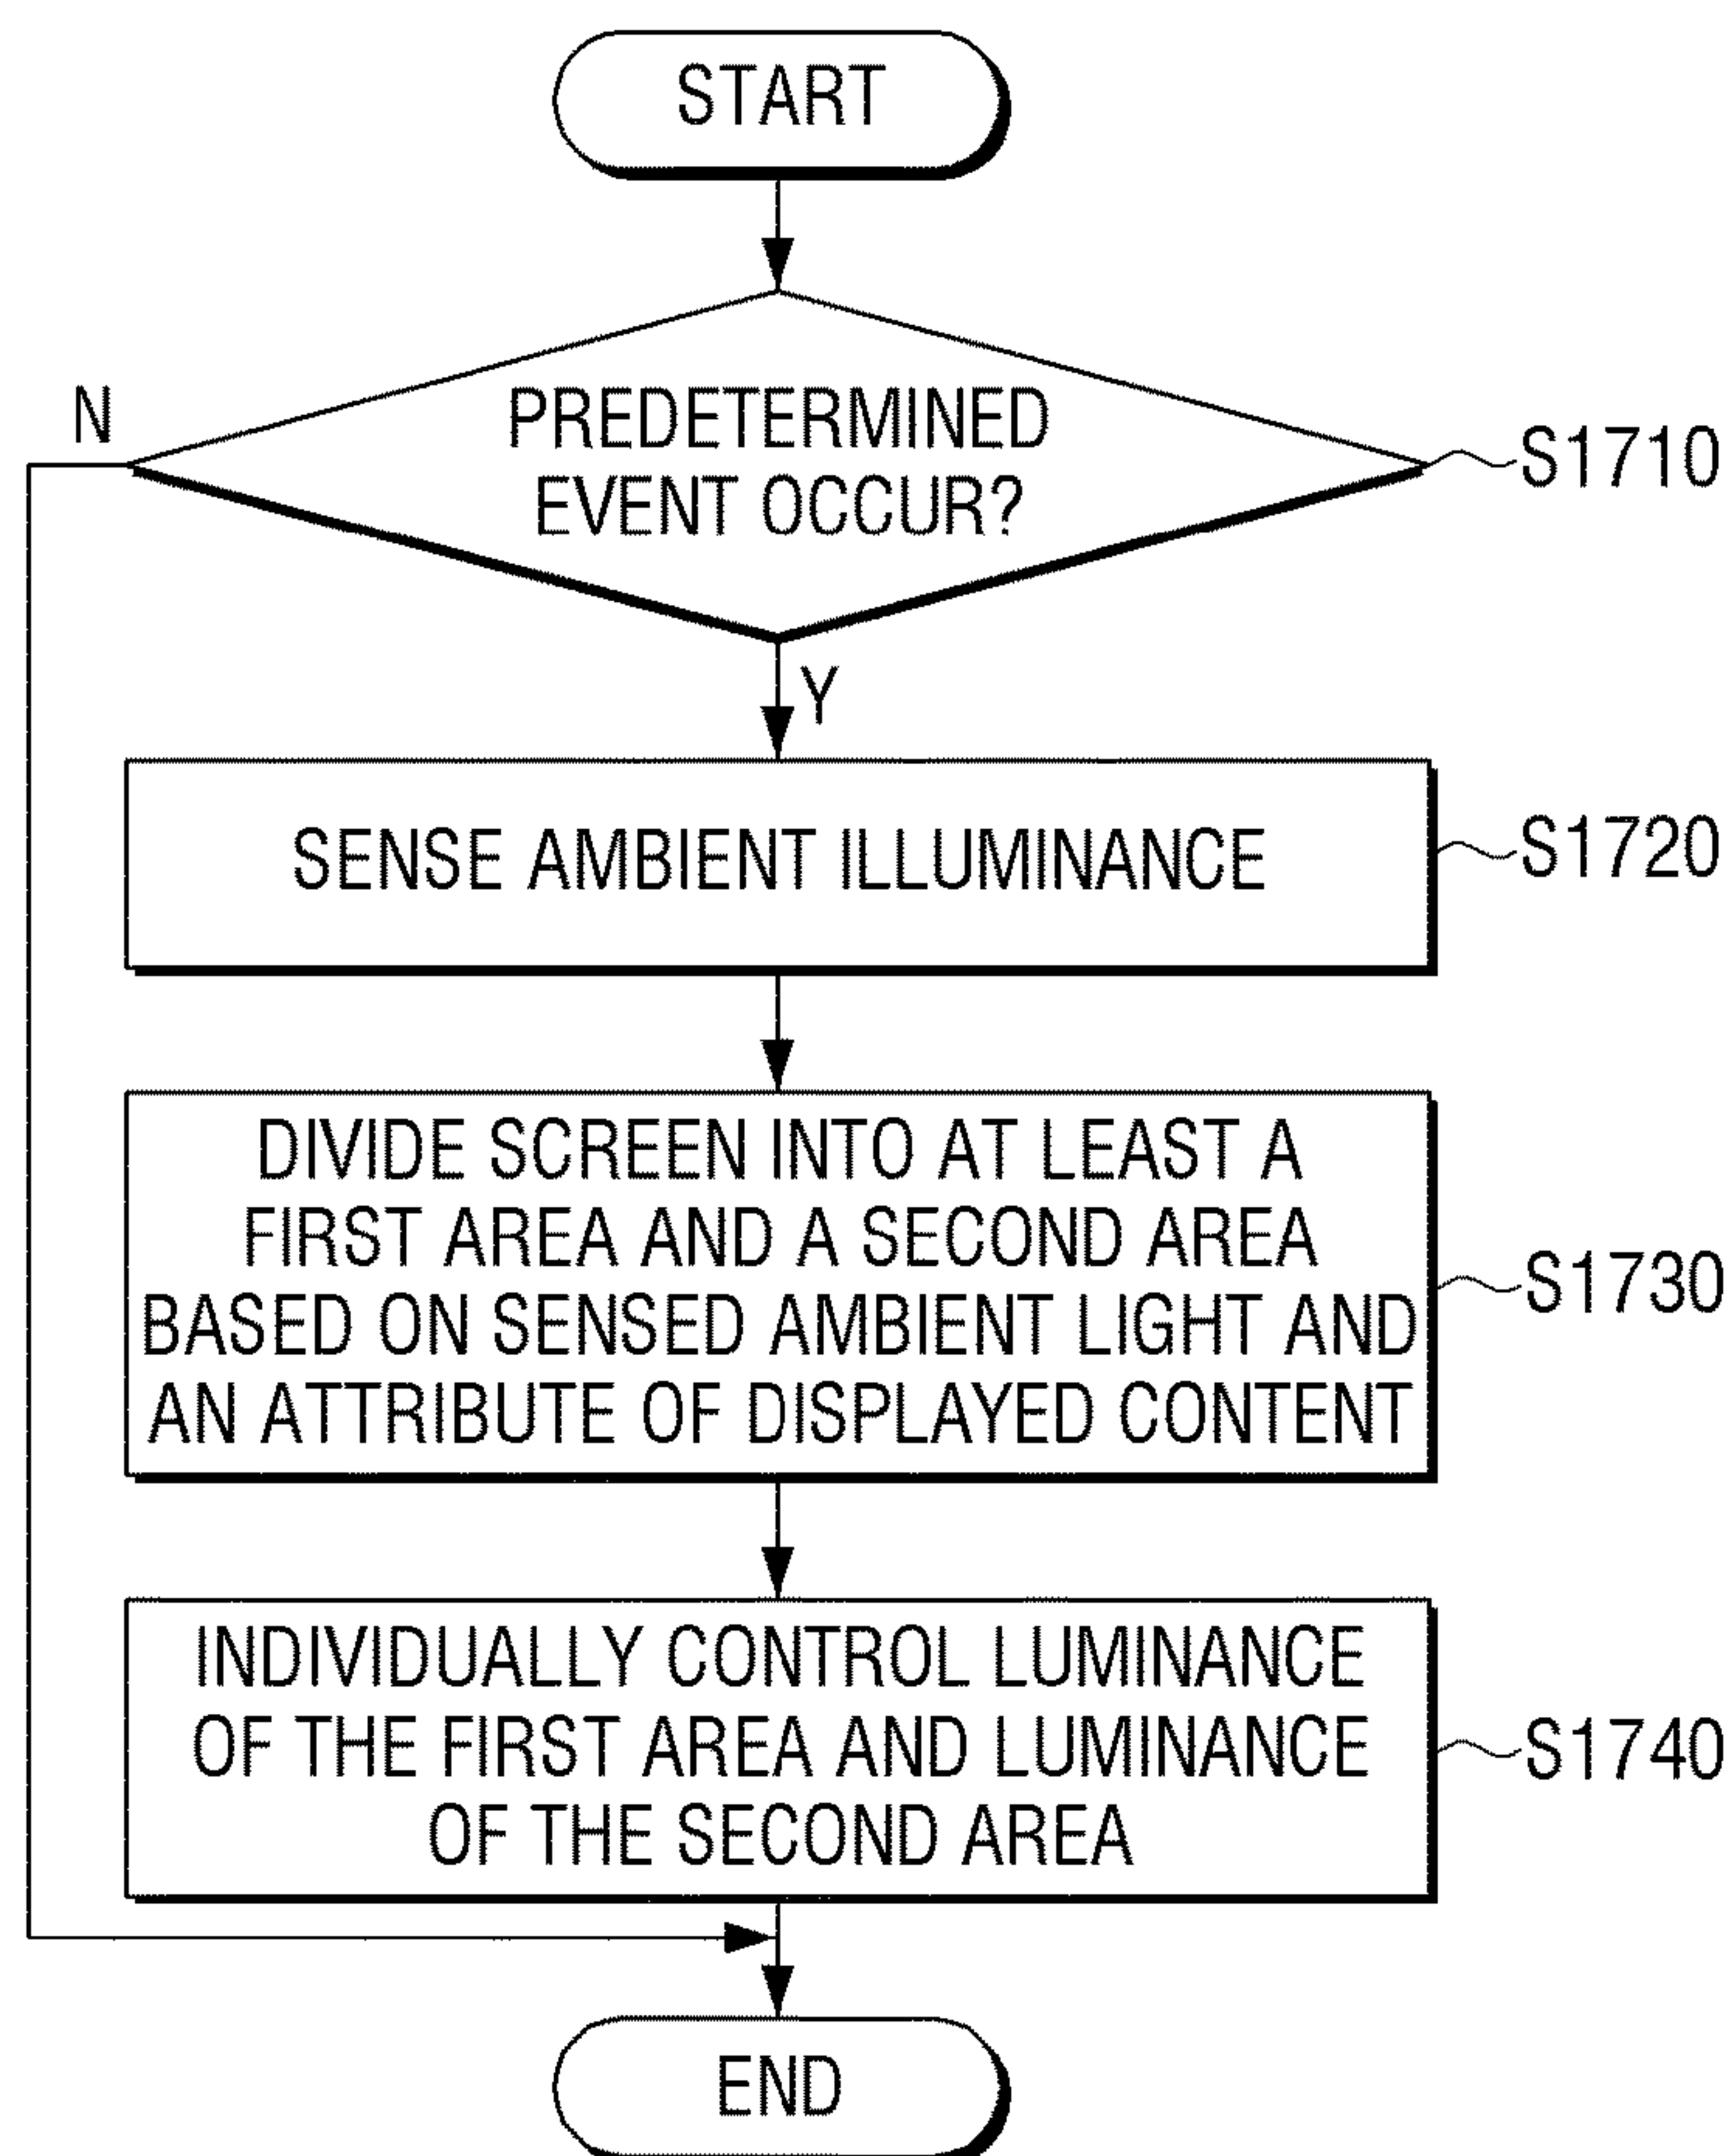 START
N
PREDETERMINED
EVENT OCCUR?
S1710
Y
SENSE AMBIENT ILLUMINANCE
S1720
DIVIDE SCREEN INTO AT LEAST A
FIRST AREA AND A SECOND AREA
BASED ON SENSED AMBIENT LIGHT AND
AN ATTRIBUTE OF DISPLAYED CONTENT
S1730
INDIVIDUALLY CONTROL LUMINANCE
OF THE FIRST AREA AND LUMINANCE
OF THE SECOND AREA
S1740
END